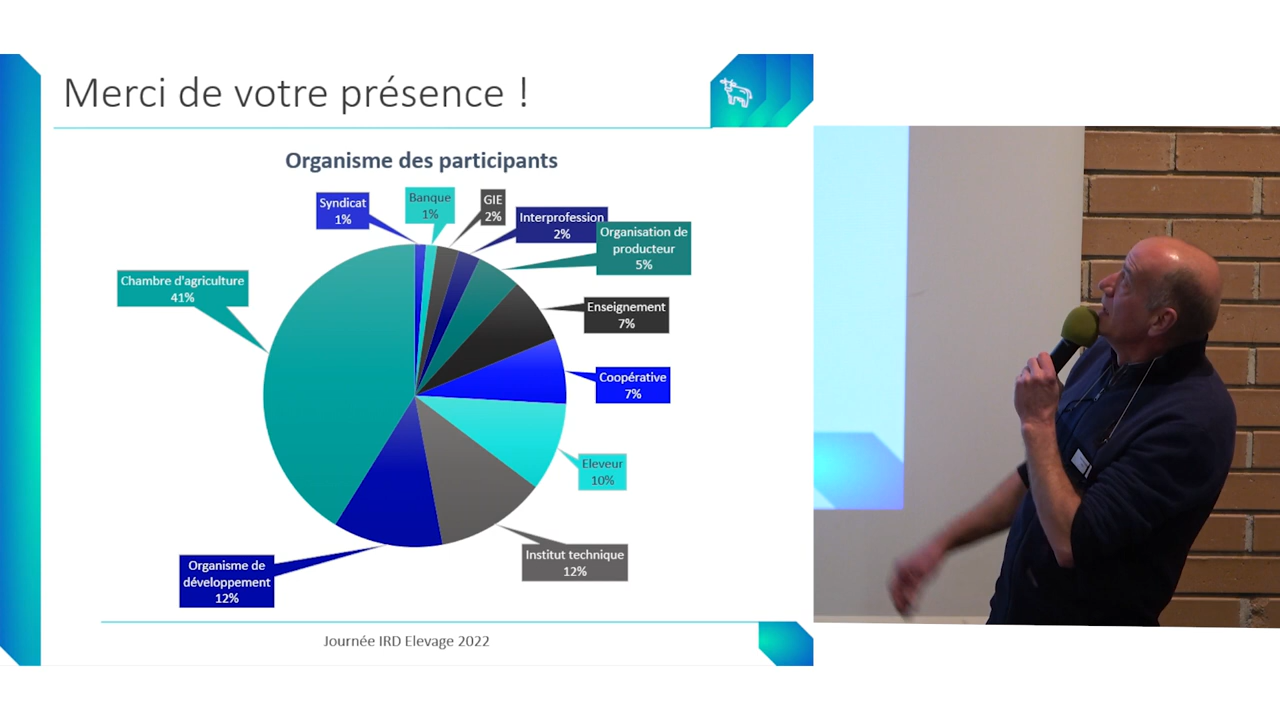 Merci de votre présence !
Organisme des participants
Syndicat
1%
Banque
1%
GIE
2%
Interprofession
2%
Organisation de
producteur
5%
Chambre d'agriculture
41%
Enseignement
7%
Coopérative
7%
Eleveur
10%
Institut technique
12%
Organisme de
développement
12%
Journée IRD Elevage 2022